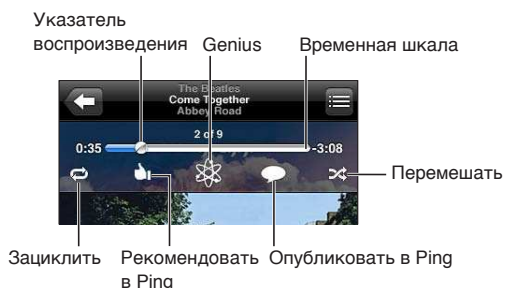 Указатель
воспроизведения
Genius
Временная шкала
The Beatles
Come Together
Abbey Road
2 of 9
0:35
-3:08
Перемешать
Зациклить
Рекомендовать
в Ping
Опубликовать в Ping